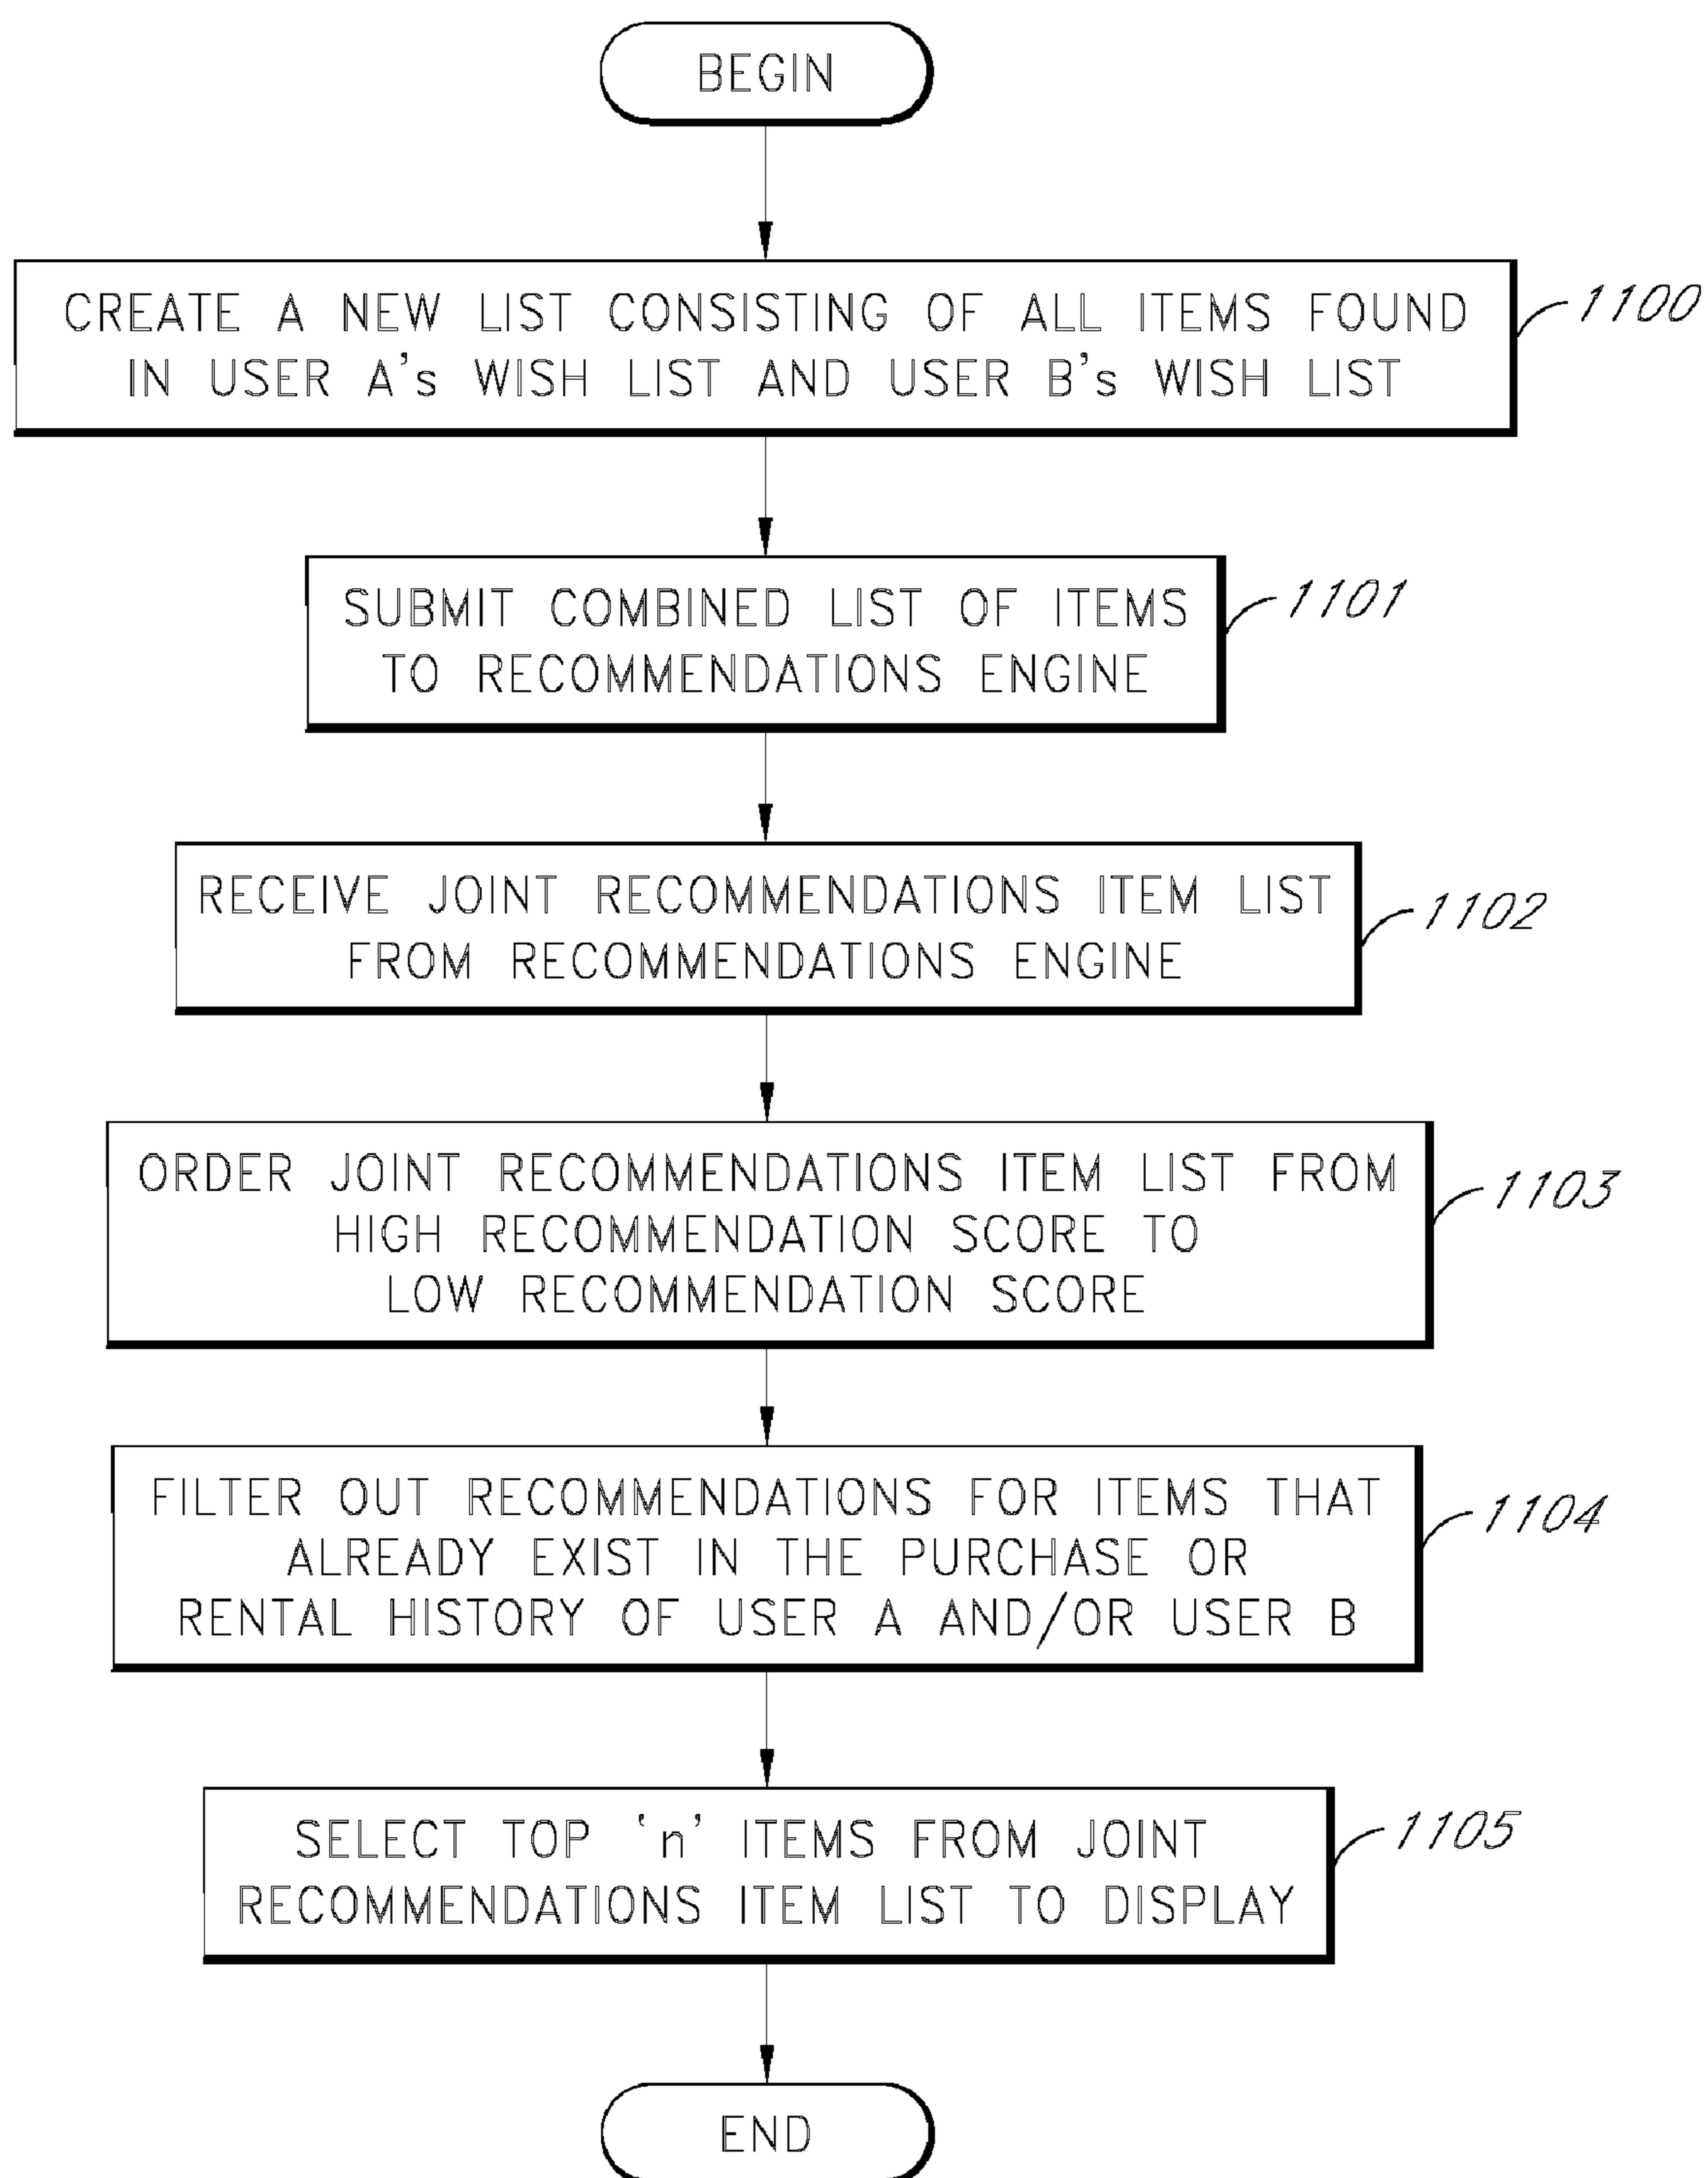 BEGIN
CREATE A NEW LIST CONSISTING OF ALL ITEMS FOUND
IN USER A's WISH LIST AND USER B's WISH LIST
1100
SUBMIT COMBINED LIST OF ITEMS
TO RECOMMENDATIONS ENGINE
1101
RECEIVE JOINT RECOMMENDATIONS ITEM LIST
FROM RECOMMENDATIONS ENGINE
1102
ORDER JOINT RECOMMENDATIONS ITEM LIST FROM
HIGH RECOMMENDATION SCORE TO
LOW RECOMMENDATION SCORE
1103
FILTER OUT RECOMMENDATIONS FOR ITEMS THAT
ALREADY EXIST IN THE PURCHASE OR
RENTAL HISTORY OF USER A AND/OR USER B
1104
SELECT TOP 'n' ITEMS FROM JOINT
RECOMMENDATIONS ITEM LIST TO DISPLAY
1105
END